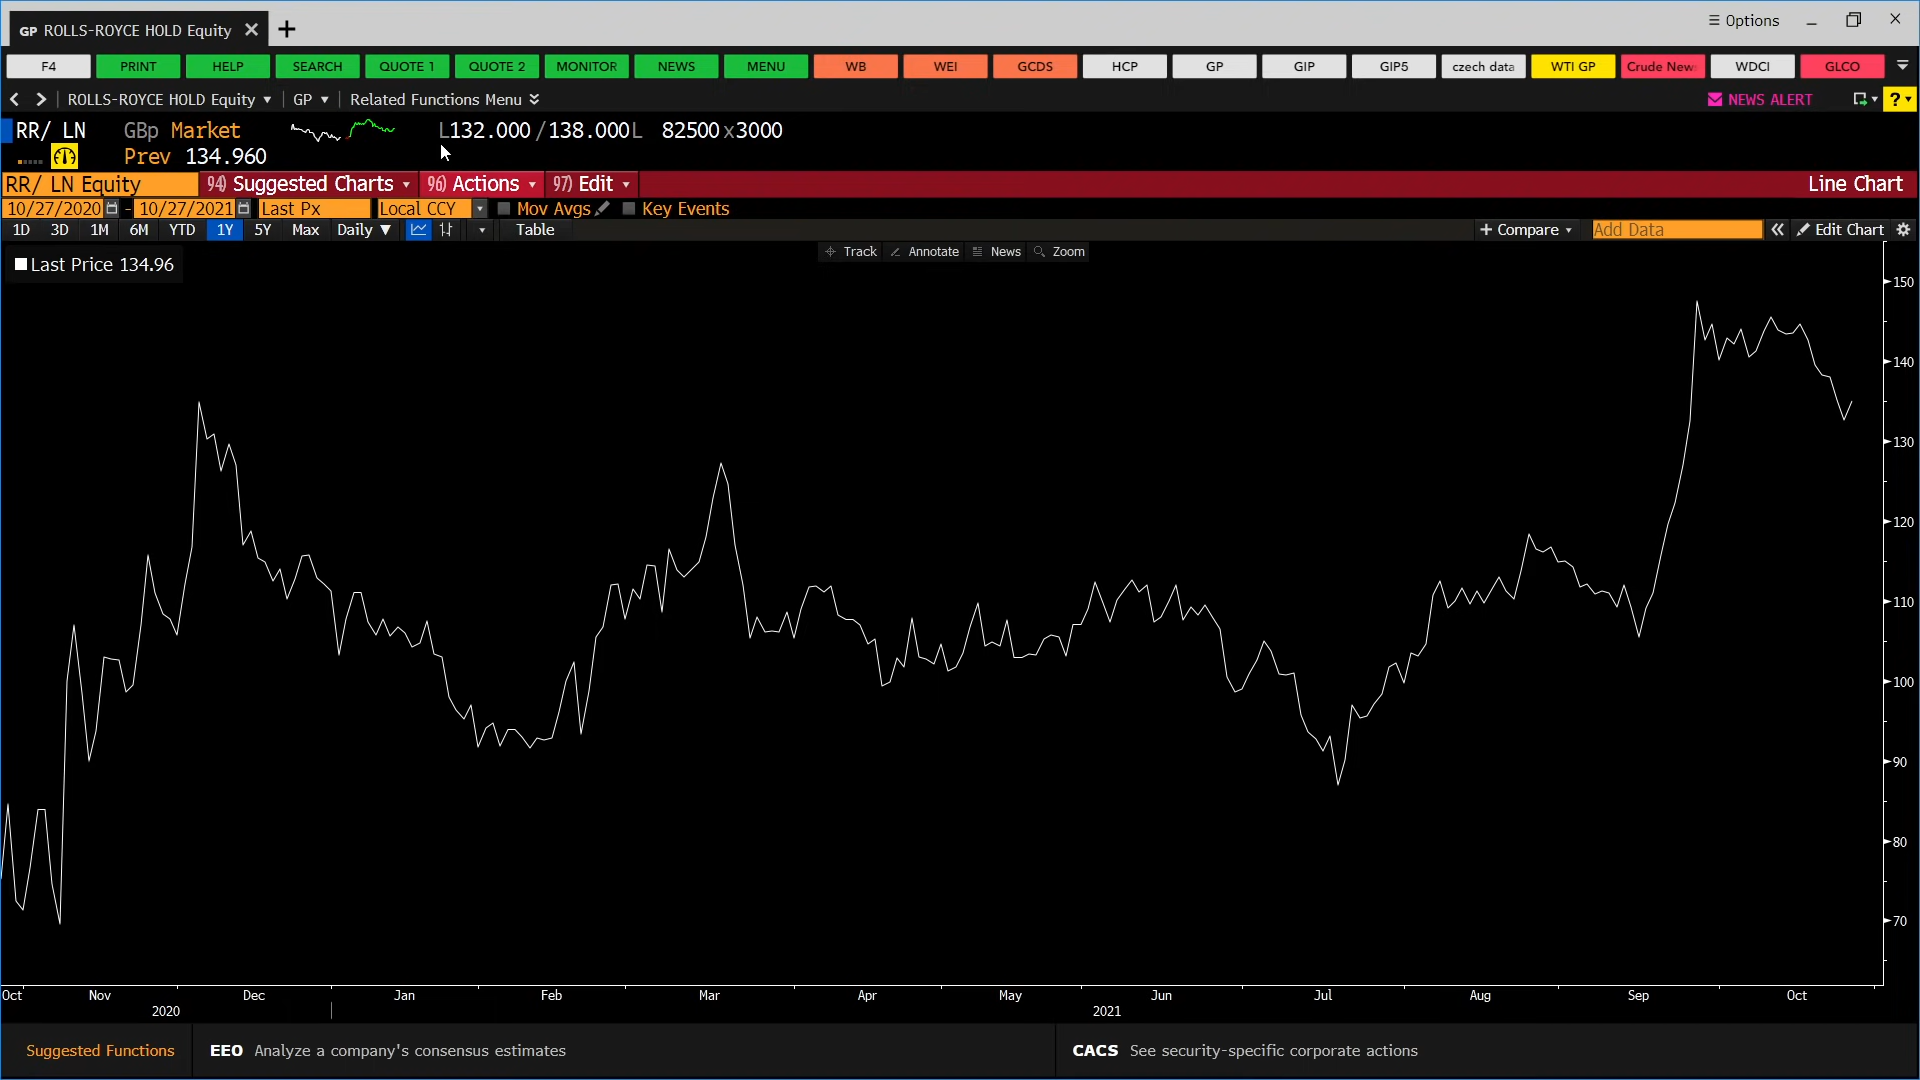 GP ROLLS-ROYCE HOLD Equity
Options
F4 PRINT HELP SEARCH QUOTE 1 QUOTE 2 MONITOR NEWS MENU WB WEI GCDS HCP GP GIP GIP5 czech data WTI GP Crude New WDCI GLCO
ROLLS-ROYCE HOLD Equity GP Related Functions Menu NEWS ALERT ?
RR/ LN GBp Market L132.000 /138.000L 82500x3000
Prev 134.960
RR/ LN Equity 94) Suggested Charts 96) Actions 97) Edit Line Chart
10/27/2020 - 10/27/2021 Last Px Local CCY Mov Avgs Key Events
1D 3D 1M 6M YTD 1Y 5Y Max Daily Table + Compare Add Data « Edit Chart
Track Annotate News Zoom
Last Price 134.96
150
140
130
120
110
100
90
80
70
Oct Nov Dec Jan Feb Mar Apr May Jun Jul Aug Sep Oct
2020 2021
Suggested Functions EEO Analyze a company's consensus estimates CACS See security-specific corporate actions